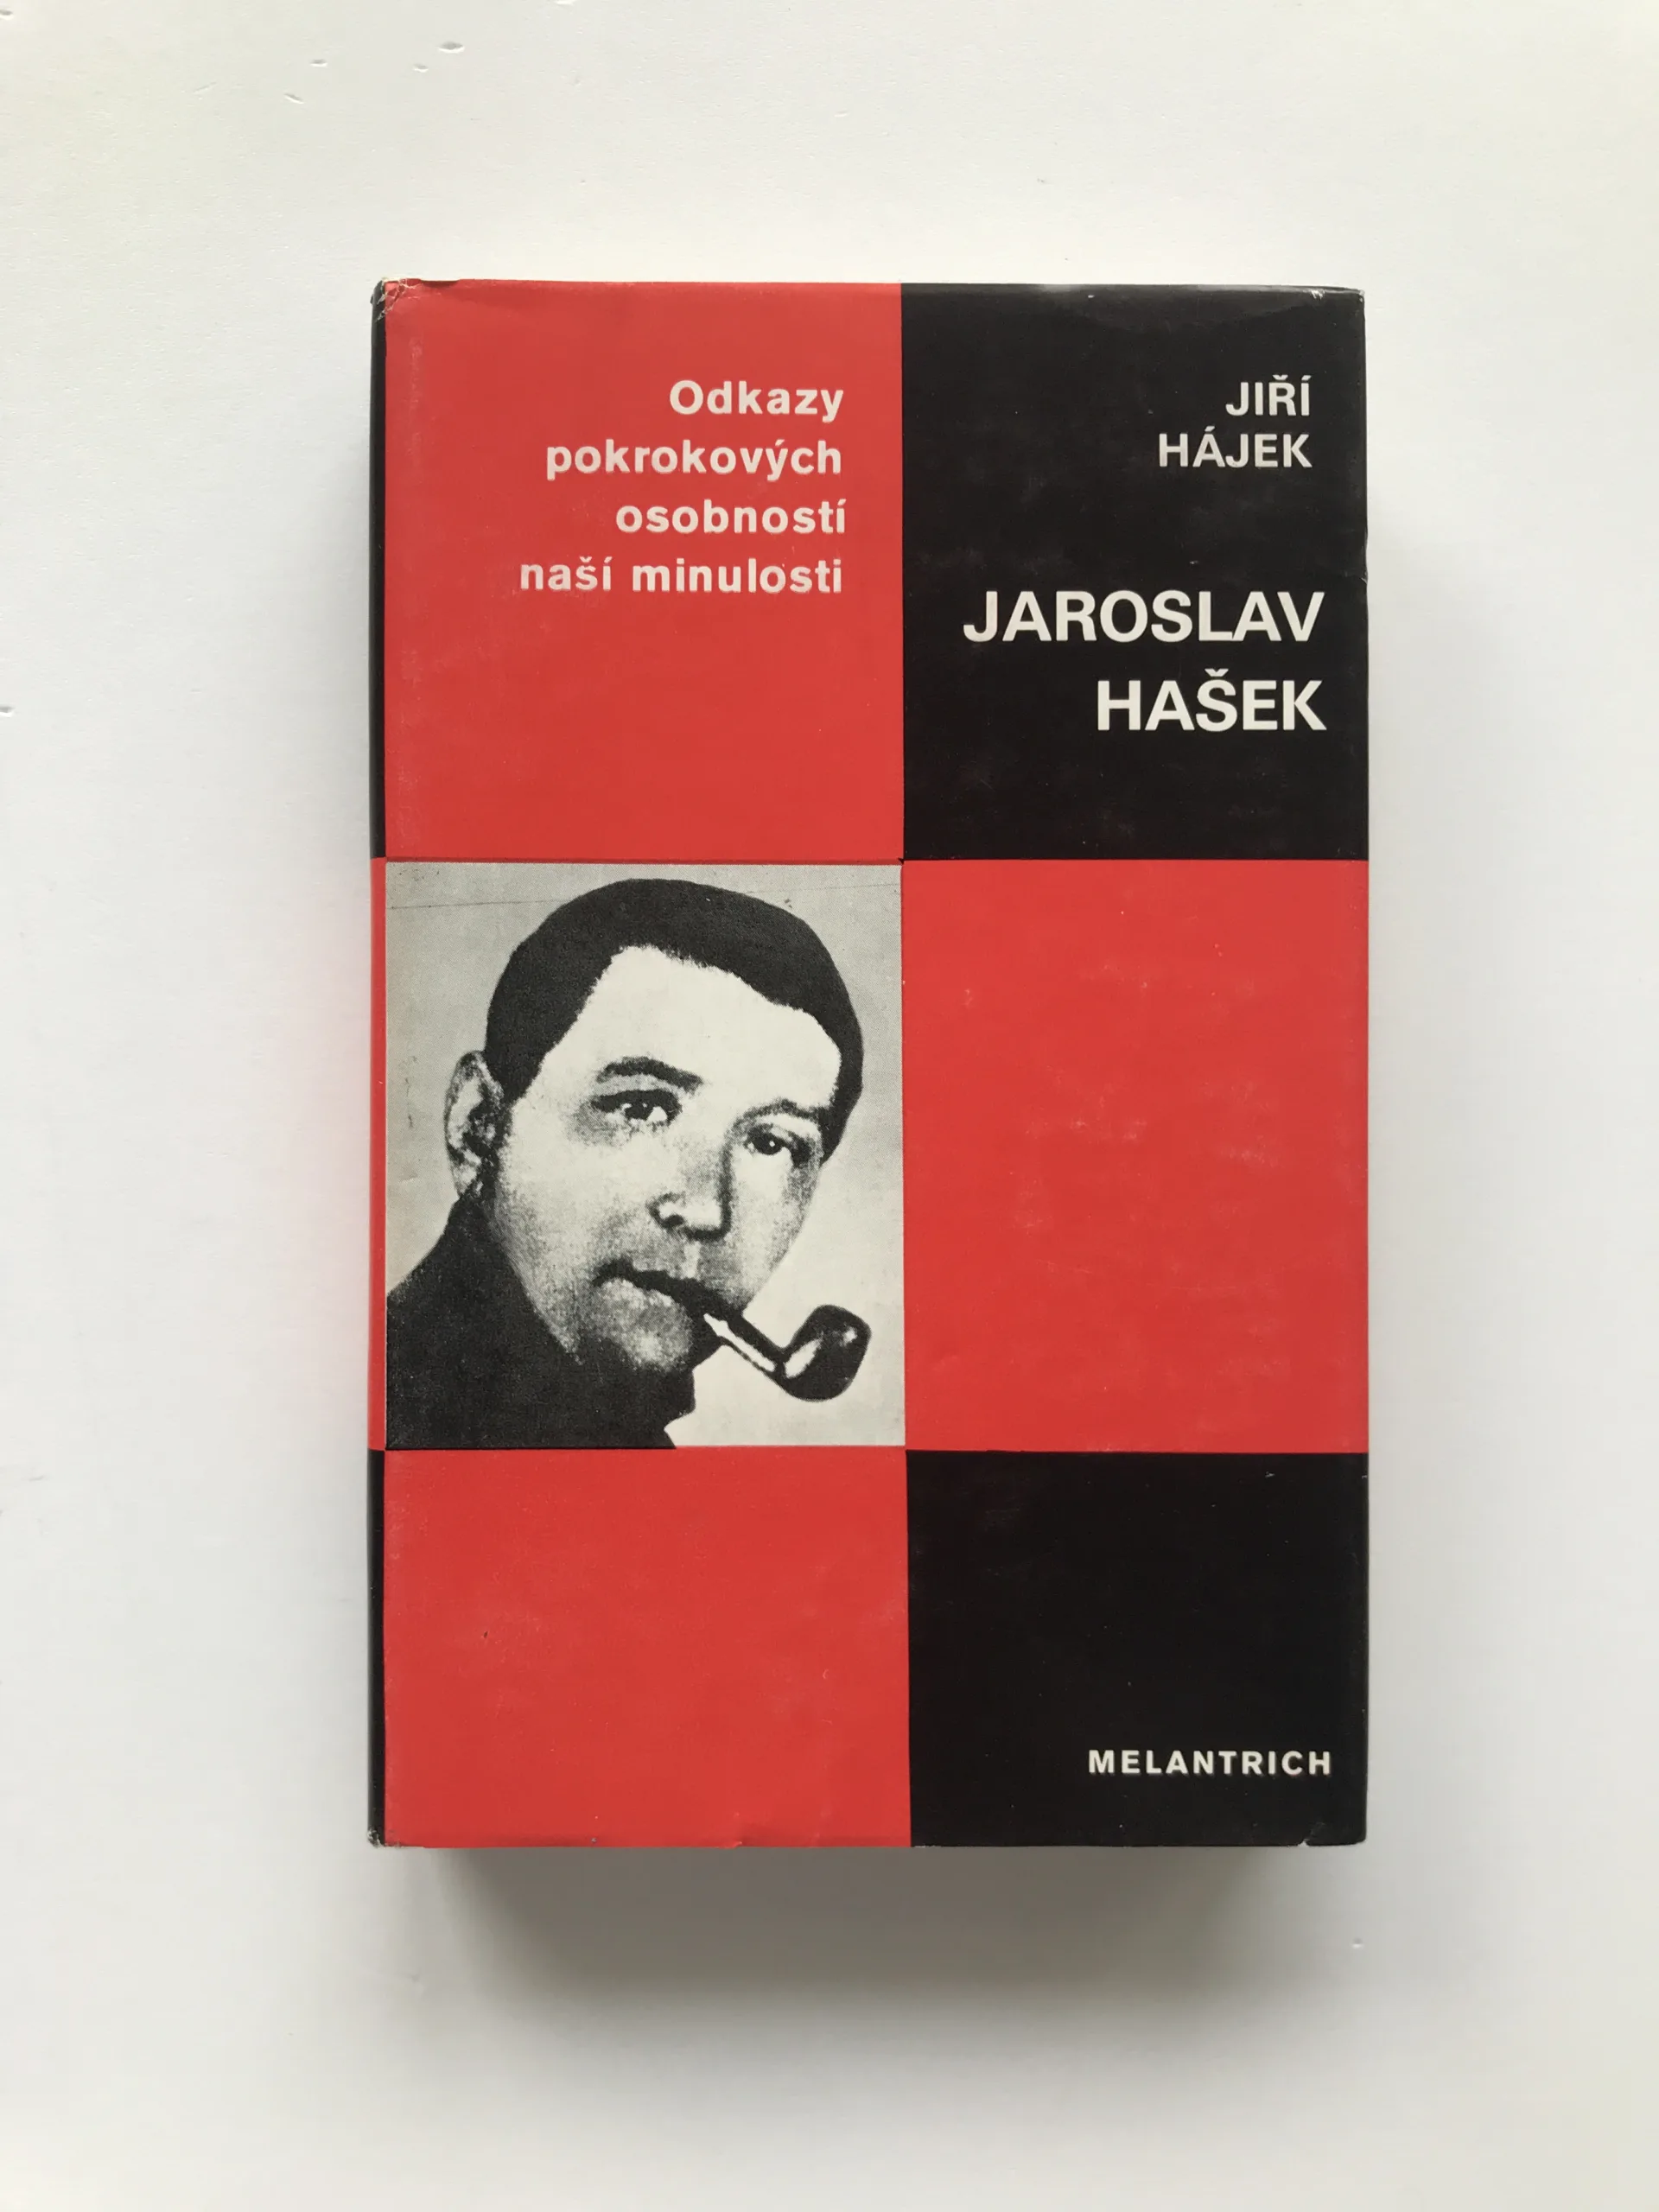 Odkazy
pokrokových
osobností
naší minulosti
JIŘÍ
HÁJEK
JAROSLAV
HAŠEK
MELANTRICH